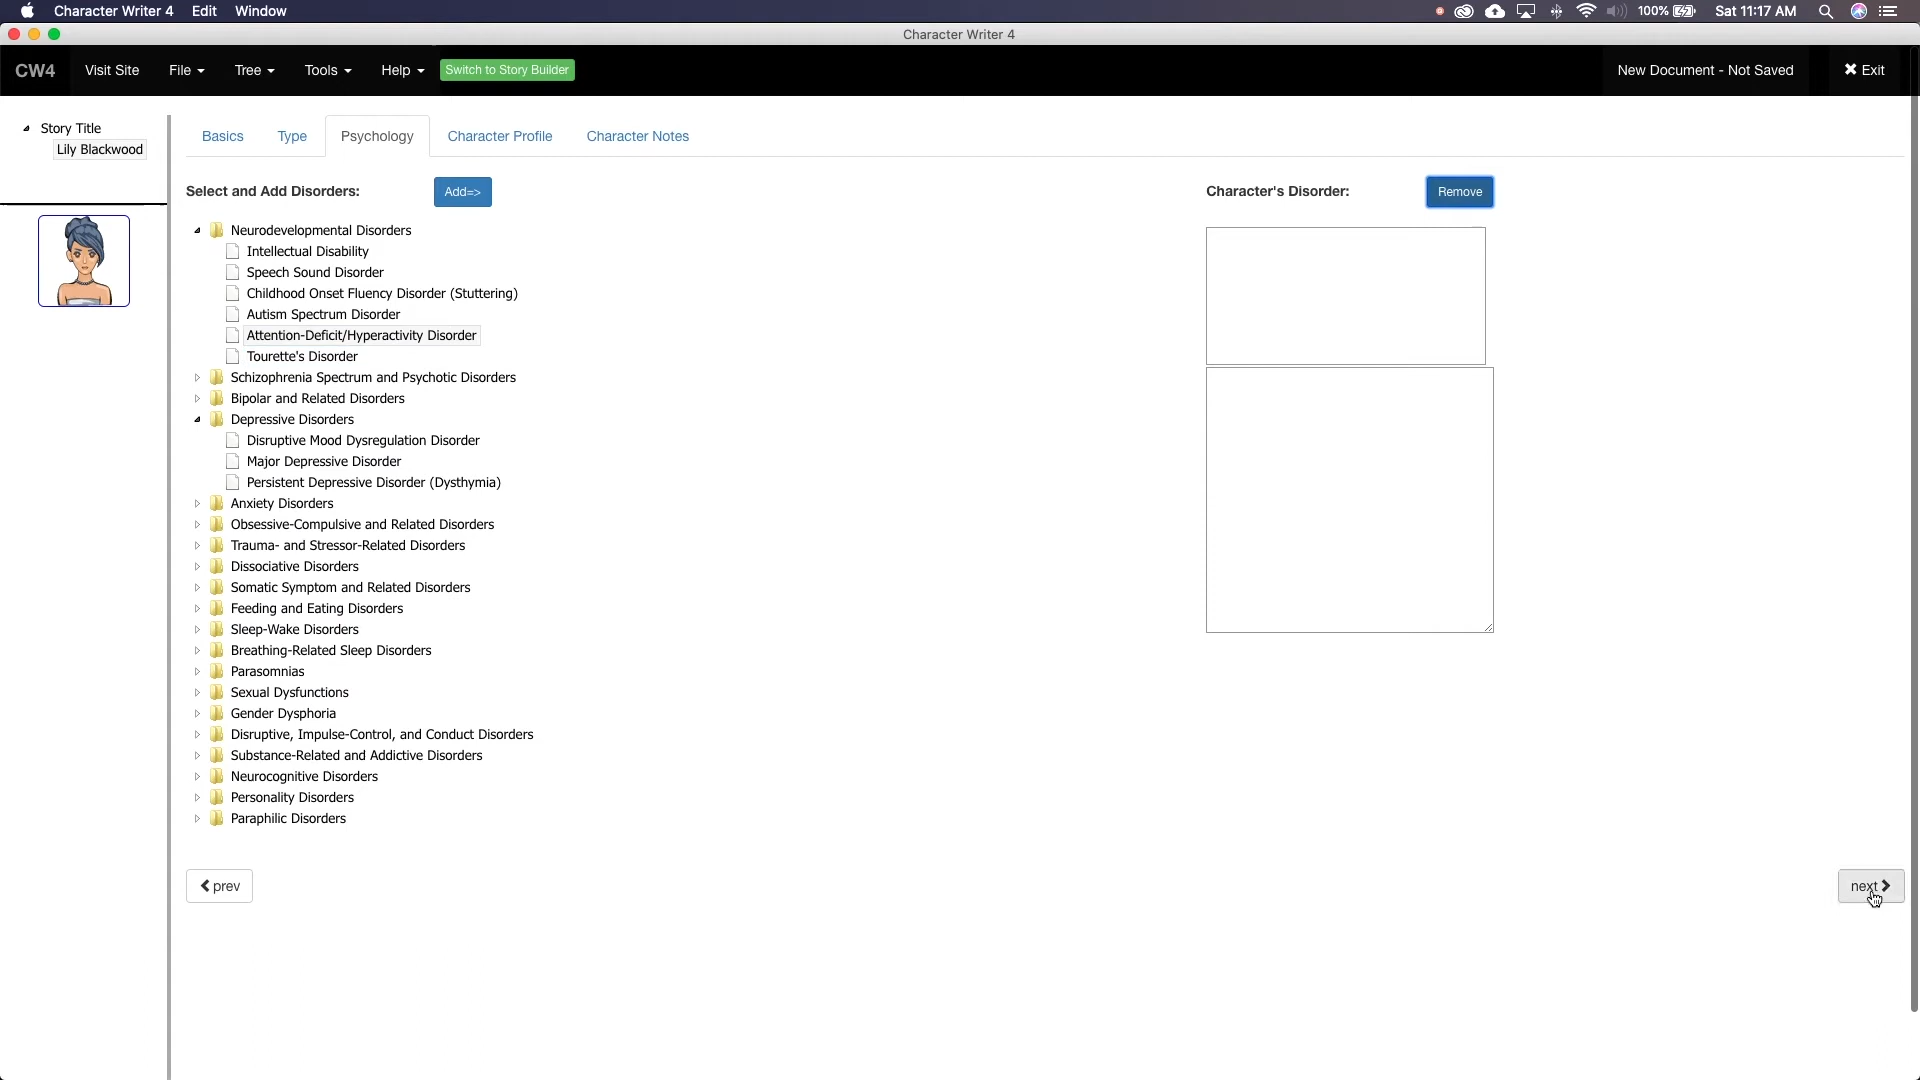 Character Writer 4 Edit Window 100% Sat 11:17 AM
Character Writer 4
CW4 Visit Site File Tree Tools Help Switch to Story Builder New Document - Not Saved Exit
Story Title
Lily Blackwood
Basics Type Psychology Character Profile Character Notes
Select and Add Disorders: Add=> Character's Disorder: Remove
Neurodevelopmental Disorders
Intellectual Disability
Speech Sound Disorder
Childhood Onset Fluency Disorder (Stuttering)
Autism Spectrum Disorder
Attention-Deficit/Hyperactivity Disorder
Tourette's Disorder
Schizophrenia Spectrum and Psychotic Disorders
Bipolar and Related Disorders
Depressive Disorders
Disruptive Mood Dysregulation Disorder
Major Depressive Disorder
Persistent Depressive Disorder (Dysthymia)
Anxiety Disorders
Obsessive-Compulsive and Related Disorders
Trauma- and Stressor-Related Disorders
Dissociative Disorders
Somatic Symptom and Related Disorders
Feeding and Eating Disorders
Sleep-Wake Disorders
Breathing-Related Sleep Disorders
Parasomnias
Sexual Dysfunctions
Gender Dysphoria
Disruptive, Impulse-Control, and Conduct Disorders
Substance-Related and Addictive Disorders
Neurocognitive Disorders
Personality Disorders
Paraphilic Disorders
prev next